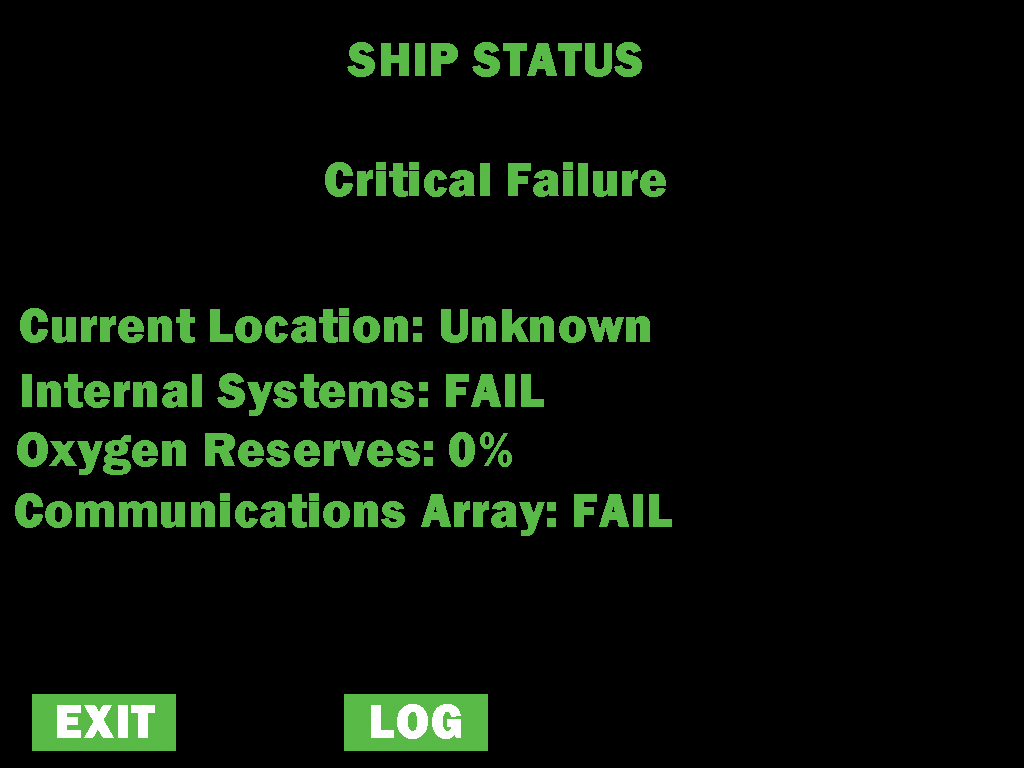 SHIP STATUS
Critical Failure
Current Location: Unknown
Internal Systems: FAIL
Oxygen Reserves: 0%
Communications Array: FAIL
EXIT LOG